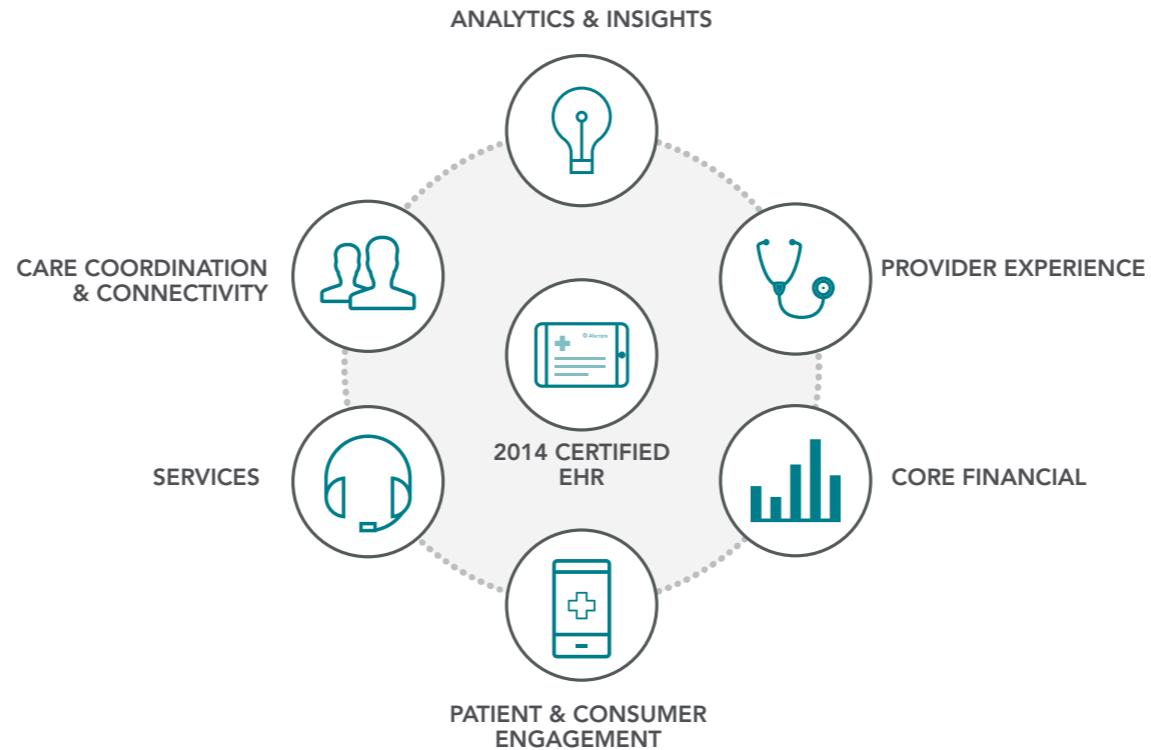 ANALYTICS & INSIGHTS
CARE COORDINATION
& CONNECTIVITY
PROVIDER EXPERIENCE
2014 CERTIFIED
EHR
SERVICES
CORE FINANCIAL
PATIENT & CONSUMER
ENGAGEMENT